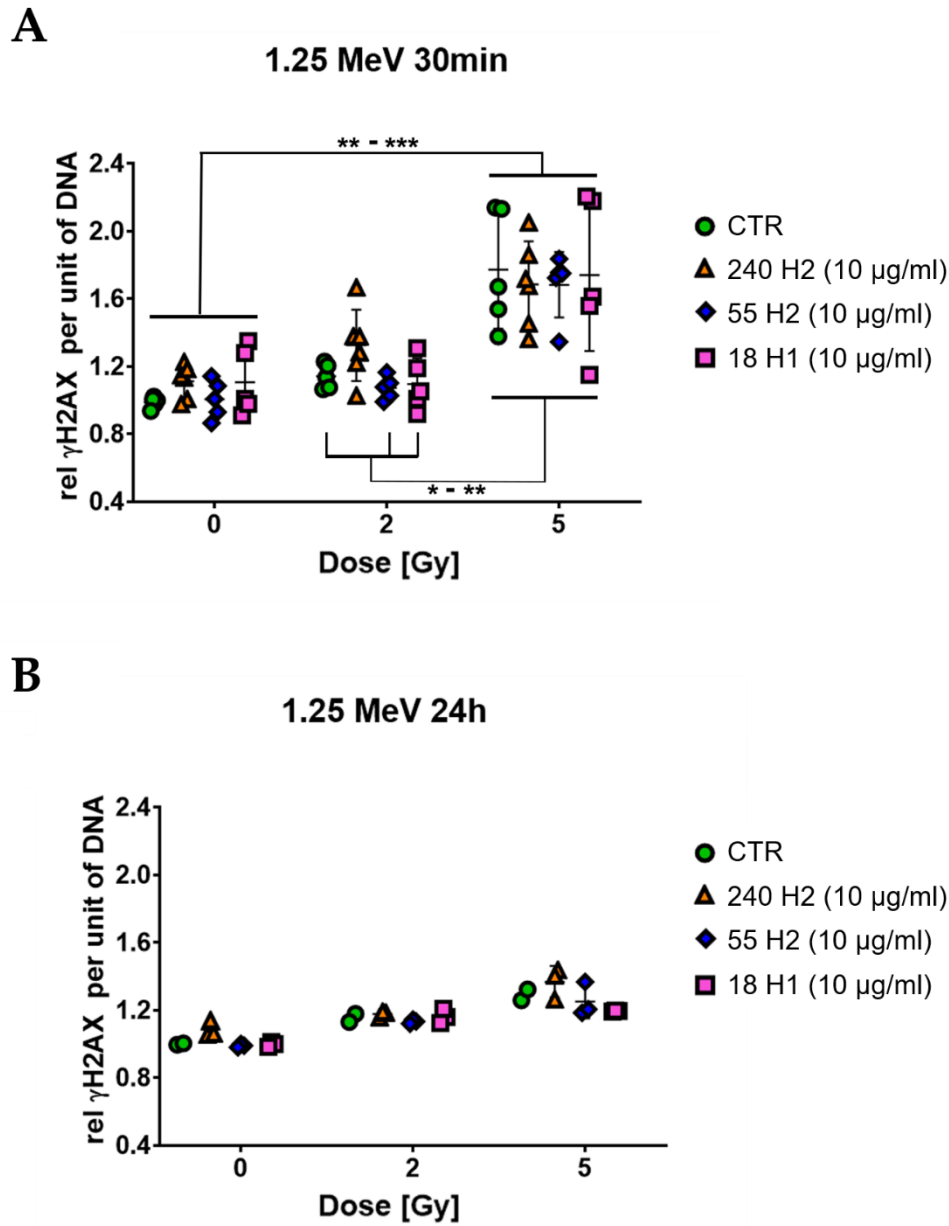 A
1.25 MeV 30min
** - ***
2.4
2.0
1.6
1.2
0.8
0.4
rel γH2AX per unit of DNA
* - **
0 2 5
Dose [Gy]
CTR
240 H2 (10 µg/ml)
55 H2 (10 µg/ml)
18 H1 (10 µg/ml)
B
1.25 MeV 24h
2.4
2.0
1.6
1.2
0.8
0.4
rel γH2AX per unit of DNA
0 2 5
Dose [Gy]
CTR
240 H2 (10 µg/ml)
55 H2 (10 µg/ml)
18 H1 (10 µg/ml)